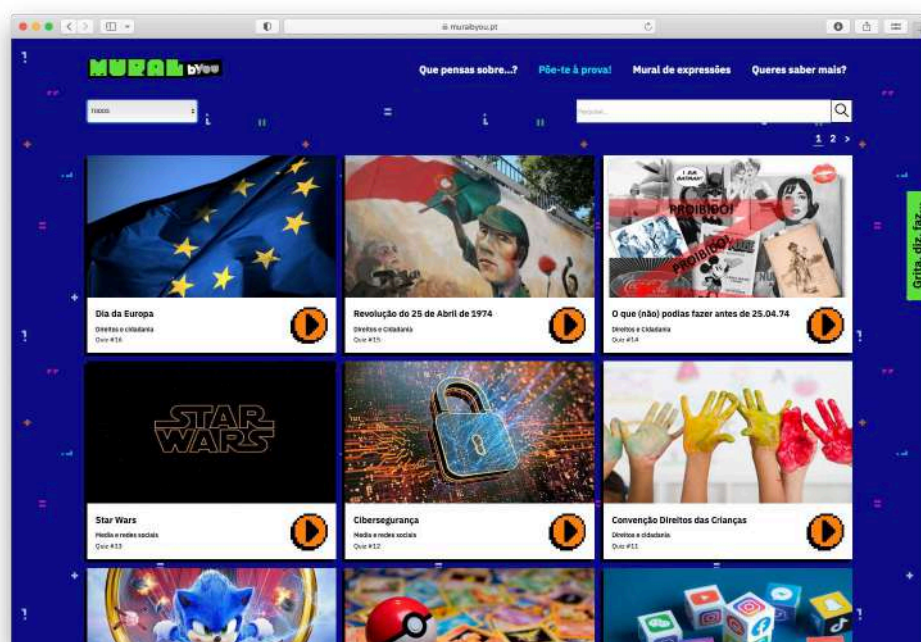 muralbyou.pt
MURAL bYou
Que pensas sobre...?
Põe-te à prova!
Mural de expressões
Queres saber mais?
TODOS
Pesquisar...
1 2 >
Grita, diz, faz...
PROIBIDO!
PROIBIDO!
I AM BATMAN!
Dia da Europa
Direitos e cidadania
Quiz #16
Revolução do 25 de Abril de 1974
Direitos e Cidadania
Quiz #15
O que (não) podias fazer antes de 25.04.74
Direitos e Cidadania
Quiz #14
STAR
WARS
Star Wars
Media e redes sociais
Quiz #13
Cibersegurança
Media e redes sociais
Quiz #12
Convenção Direitos das Crianças
Direitos e cidadania
Quiz #11